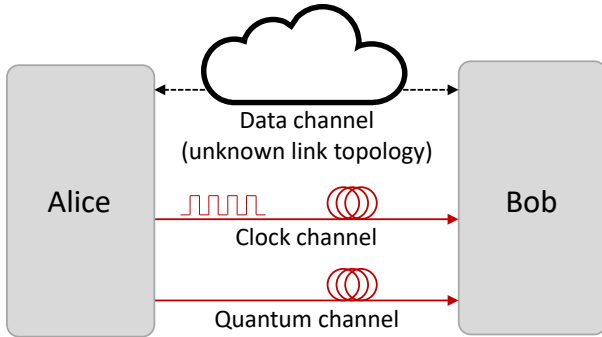 Data channel
(unknown link topology)
Alice
Bob
Clock channel
Quantum channel